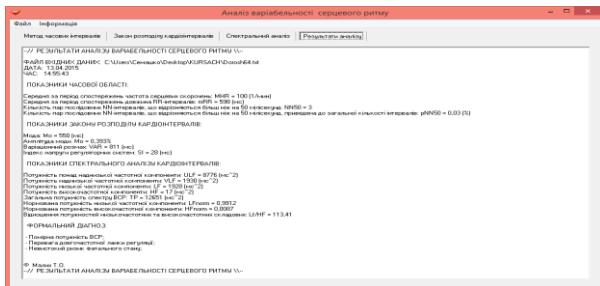 Аналіз варіабельності серцевого ритму
Файл Інформація
Метод часових інтервалів Закон розподілу кардіоінтервалів Спектральний аналіз Результати аналізу
-// РЕЗУЛЬТАТИ АНАЛІЗУ ВАРІАБЕЛЬНОСТІ СЕРЦЕВОГО РИТМУ \\-
ФАЙЛ ВХІДНИХ ДАНИХ: C:\Users\Семашко\Desktop\KURSACH\Dorosh64.txt
ДАТА: 13.04.2015
ЧАС: 14:55:43
ПОКАЗНИКИ ЧАСОВОЇ ОБЛАСТІ:
Середня за період спостережень частота серцевих скорочень: MHR = 100 (1/мин)
Середня за період спостережень довжина RR-інтервалів: mRR = 590 (мс)
Кількість пар послідовних NN-інтервалів, що відрізняються більш ніж на 50 мілісекунд: NN50 = 3
Кількість пар послідовних NN-інтервалів, що відрізняються більш ніж на 50 мілісекунд, приведена до загальної кількості інтервалів: pNN50 = 0,03 (%)
ПОКАЗНИКИ ЗАКОНУ РОЗПОДІЛУ КАРДІОІНТЕРВАЛІВ:
Мода: Mo = 550 (мс)
Амплітуда моди: Mo = 0,393%
Варіаційний розмах: VAR = 811 (мс)
Індекс напруги регуляторних систем: SI = 28 (мс)
ПОКАЗНИКИ СПЕКТРАЛЬНОГО АНАЛІЗУ КАРДІОІНТЕРВАЛІВ:
Потужність понад наднизької частотної компоненти: ULF = 8776 (мс^2)
Потужність наднизької частотної компоненти: VLF = 1930 (мс^2)
Потужність низької частотної компоненти: LF = 1928 (мс^2)
Потужність високочастотної компоненти: HF = 17 (мс^2)
Загальна потужність спектру ВСР: TP = 12651 (мс^2)
Нормована потужність низької частотної компоненти: LFnorm = 0,9912
Нормована потужність високочастотної компоненти: HFnorm = 0,0087
Відношення потужностей низькочастотних та високочастотних складових: Lf/HF = 113,41
ФОРМАЛЬНИЙ ДІАГНОЗ:
- Помірна потужність ВСР;
- Перевага довгочастотної ланки регуляції;
- Невисокий ризик фатального стану;
Ф Малик Т.О.
-// РЕЗУЛЬТАТИ АНАЛІЗУ ВАРІАБЕЛЬНОСТІ СЕРЦЕВОГО РИТМУ \\-